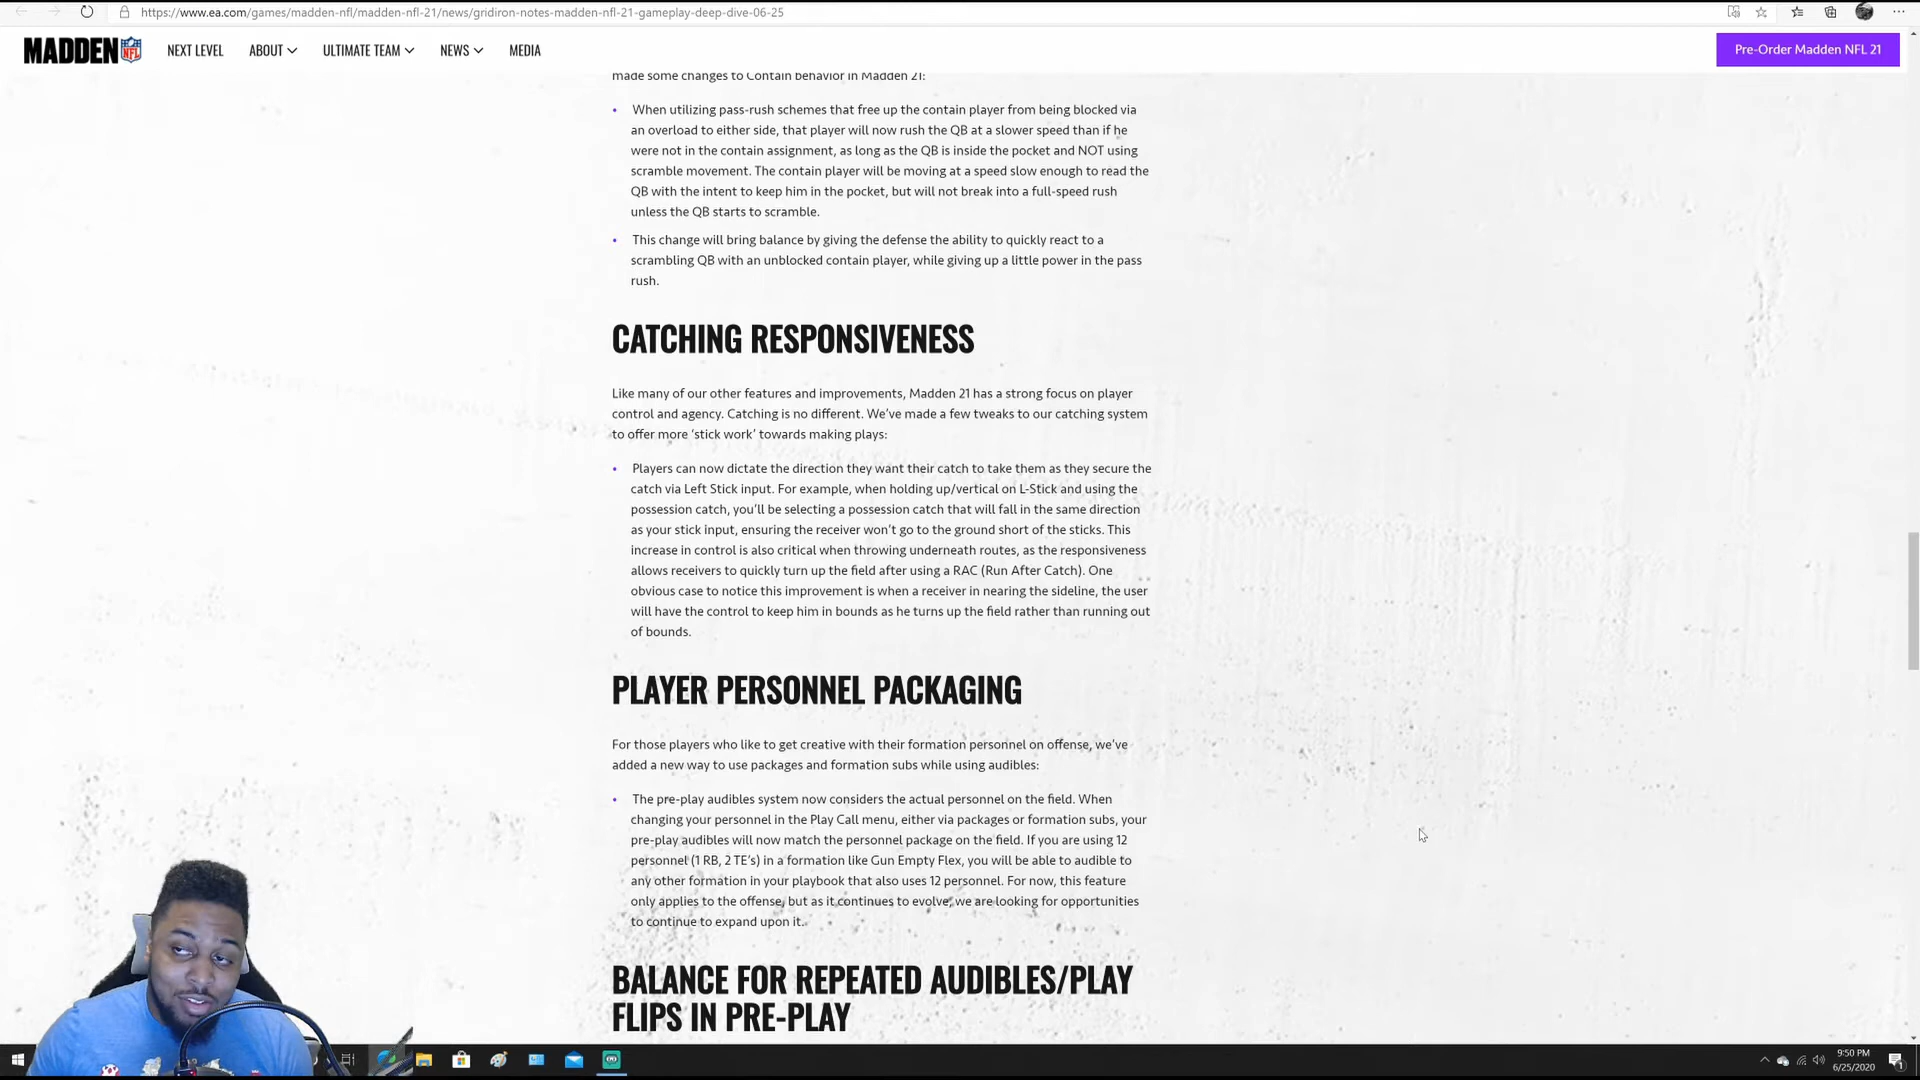 https://www.ea.com/games/madden-nfl/madden-nfl-21/news/gridiron-notes-madden-nfl-21-gameplay-deep-dive-06-25
MADDEN NFL
NEXT LEVEL
ABOUT
ULTIMATE TEAM
NEWS
MEDIA
Pre-Order Madden NFL 21
made some changes to Contain behavior in Madden 21:
• When utilizing pass-rush schemes that free up the contain player from being blocked via
an overload to either side, that player will now rush the QB at a slower speed than if he
were not in the contain assignment, as long as the QB is inside the pocket and NOT using
scramble movement. The contain player will be moving at a speed slow enough to read the
QB with the intent to keep him in the pocket, but will not break into a full-speed rush
unless the QB starts to scramble.
• This change will bring balance by giving the defense the ability to quickly react to a
scrambling QB with an unblocked contain player, while giving up a little power in the pass
rush.
CATCHING RESPONSIVENESS
Like many of our other features and improvements, Madden 21 has a strong focus on player
control and agency. Catching is no different. We’ve made a few tweaks to our catching system
to offer more ‘stick work’ towards making plays:
• Players can now dictate the direction they want their catch to take them as they secure the
catch via Left Stick input. For example, when holding up/vertical on L-Stick and using the
possession catch, you’ll be selecting a possession catch that will fall in the same direction
as your stick input, ensuring the receiver won’t go to the ground short of the sticks. This
increase in control is also critical when throwing underneath routes, as the responsiveness
allows receivers to quickly turn up the field after using a RAC (Run After Catch). One
obvious case to notice this improvement is when a receiver in nearing the sideline, the user
will have the control to keep him in bounds as he turns up the field rather than running out
of bounds.
PLAYER PERSONNEL PACKAGING
For those players who like to get creative with their formation personnel on offense, we’ve
added a new way to use packages and formation subs while using audibles:
• The pre-play audibles system now considers the actual personnel on the field. When
changing your personnel in the Play Call menu, either via packages or formation subs, your
pre-play audibles will now match the personnel package on the field. If you are using 12
personnel (1 RB, 2 TE’s) in a formation like Gun Empty Flex, you will be able to audible to
any other formation in your playbook that also uses 12 personnel. For now, this feature
only applies to the offense, but as it continues to evolve, we are looking for opportunities
to continue to expand upon it.
BALANCE FOR REPEATED AUDIBLES/PLAY
FLIPS IN PRE-PLAY
9:50 PM
6/25/2020